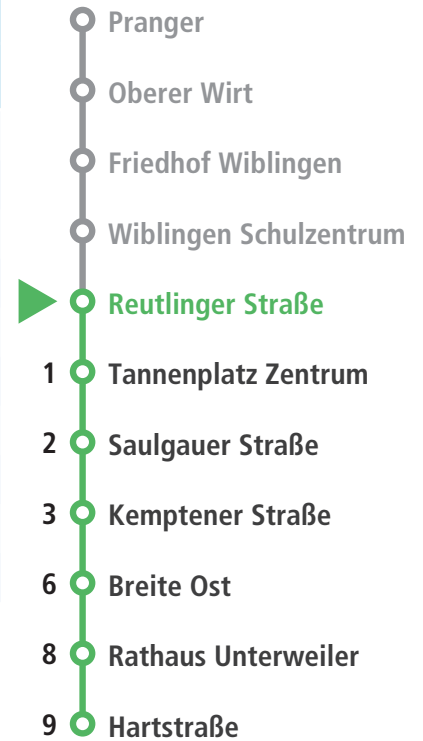 Pranger
Oberer Wirt
Friedhof Wiblingen
Wiblingen Schulzentrum
Reutlinger Straße
1 Tannenplatz Zentrum
2 Saulgauer Straße
3 Kemptener Straße
6 Breite Ost
8 Rathaus Unterweiler
9 Hartstraße